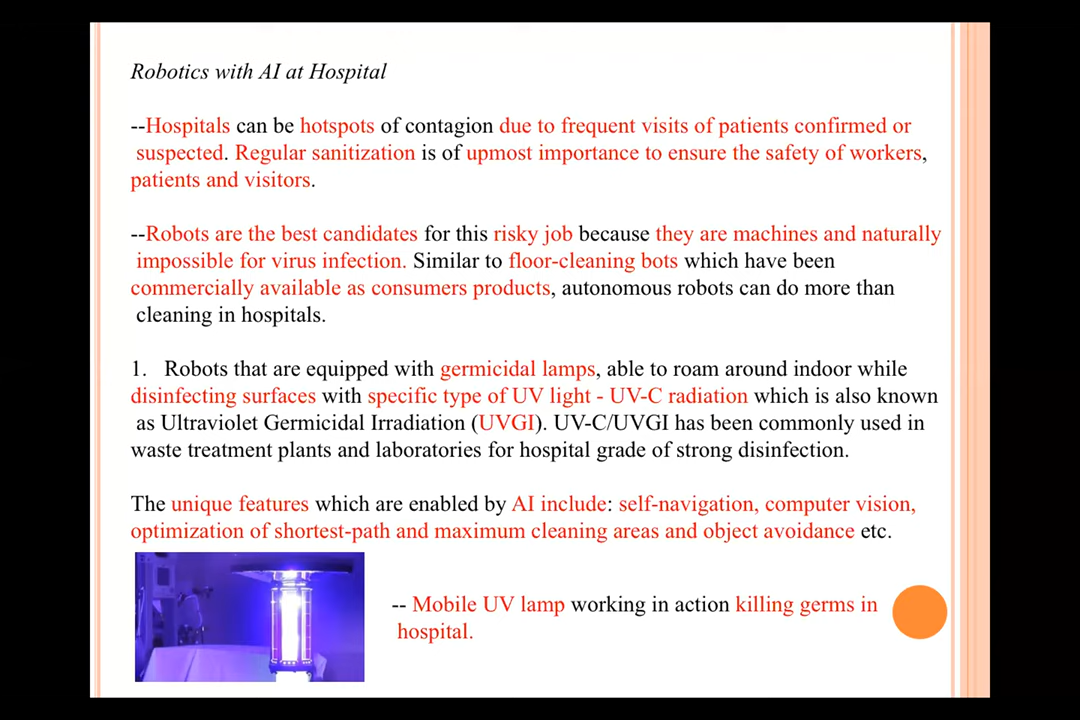 Robotics with AI at Hospital
--Hospitals can be hotspots of contagion due to frequent visits of patients confirmed or
suspected. Regular sanitization is of upmost importance to ensure the safety of workers,
patients and visitors.
--Robots are the best candidates for this risky job because they are machines and naturally
impossible for virus infection. Similar to floor-cleaning bots which have been
commercially available as consumers products, autonomous robots can do more than
cleaning in hospitals.
1. Robots that are equipped with germicidal lamps, able to roam around indoor while
disinfecting surfaces with specific type of UV light - UV-C radiation which is also known
as Ultraviolet Germicidal Irradiation (UVGI). UV-C/UVGI has been commonly used in
waste treatment plants and laboratories for hospital grade of strong disinfection.
The unique features which are enabled by AI include: self-navigation, computer vision,
optimization of shortest-path and maximum cleaning areas and object avoidance etc.
-- Mobile UV lamp working in action killing germs in
hospital.